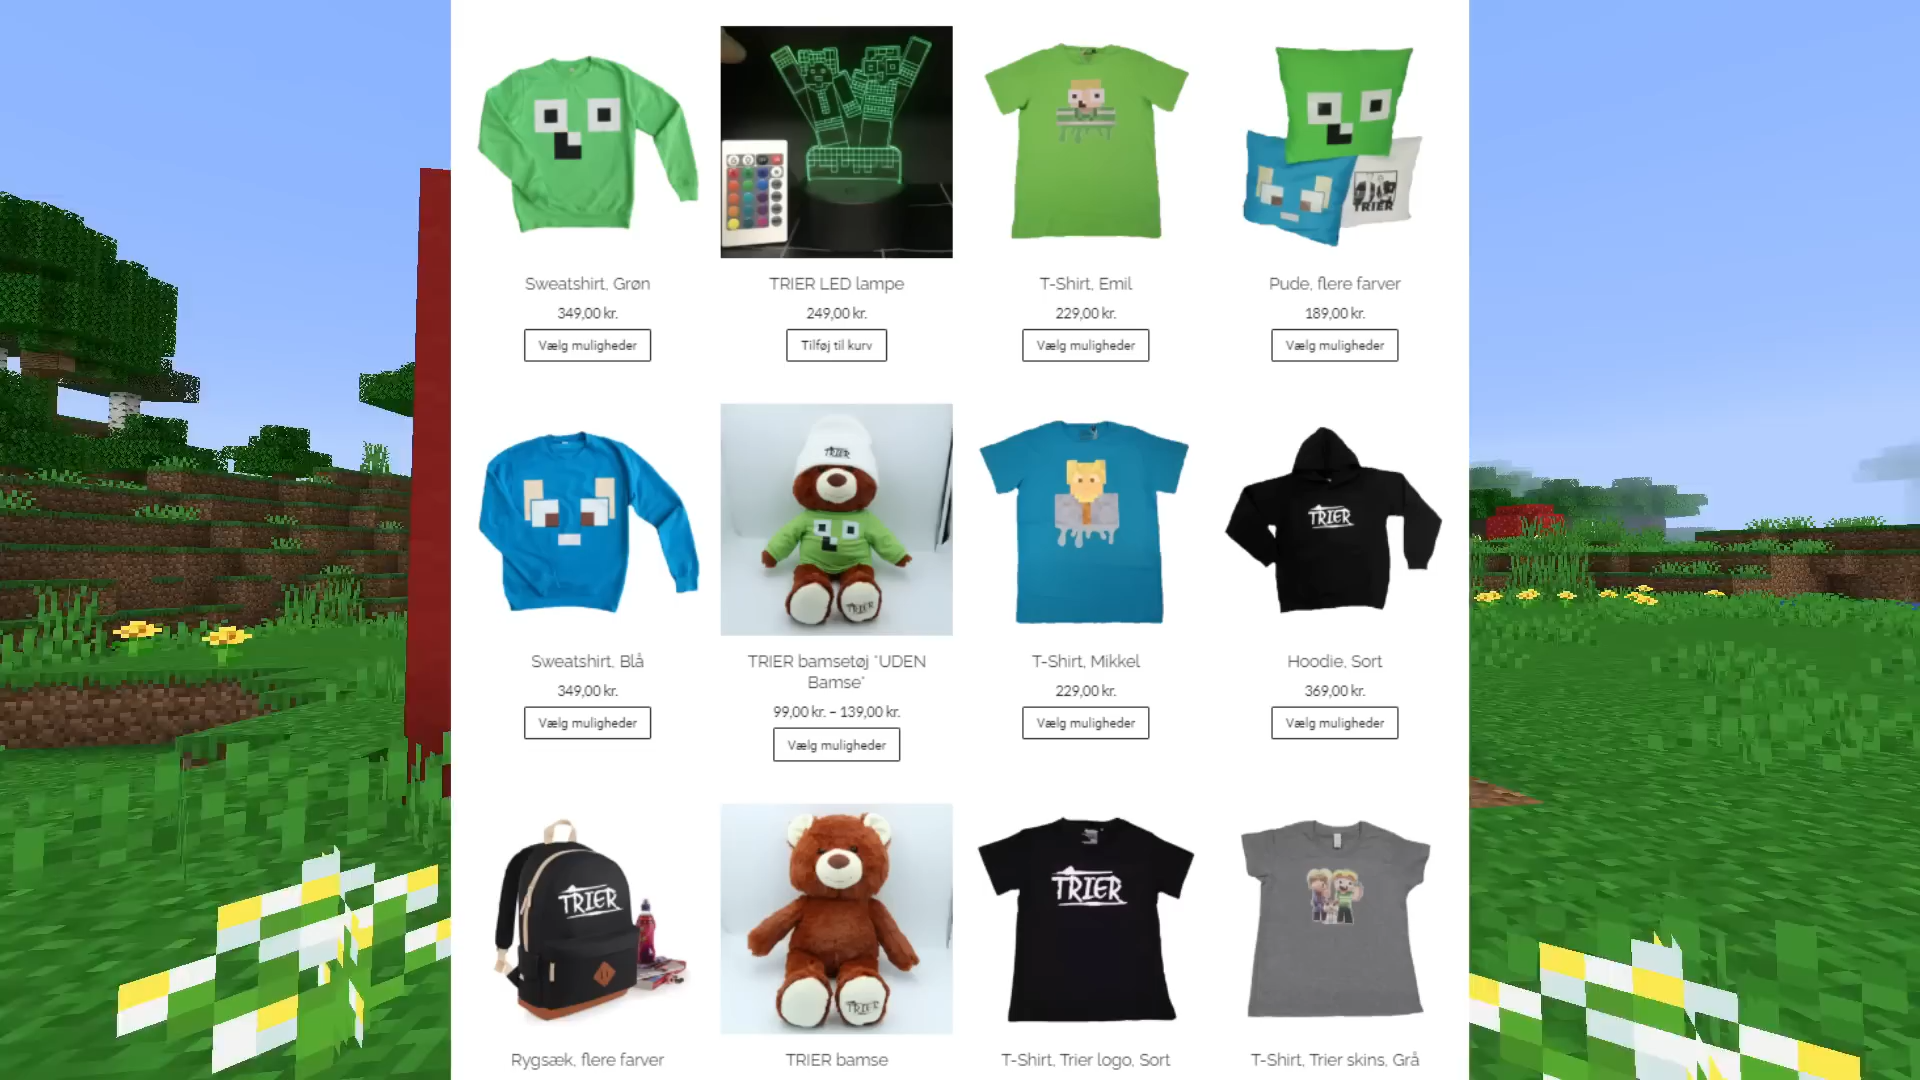 TRIER
Sweatshirt, Grøn
TRIER LED lampe
T-Shirt, Emil
Pude, flere farver
349,00 kr.
249,00 kr.
229,00 kr.
189,00 kr.
Vælg muligheder
Tilføj til kurv
Vælg muligheder
Vælg muligheder
TRIER
TRIER
TRIER
Sweatshirt, Blå
TRIER bamsetøj *UDEN
Bamse*
T-Shirt, Mikkel
Hoodie, Sort
349,00 kr.
99,00 kr. – 139,00 kr.
229,00 kr.
369,00 kr.
Vælg muligheder
Vælg muligheder
Vælg muligheder
Vælg muligheder
TRIER
TRIER
TRIER
Rygsæk, flere farver
TRIER bamse
T-Shirt, Trier logo, Sort
T-Shirt, Trier skins, Grå